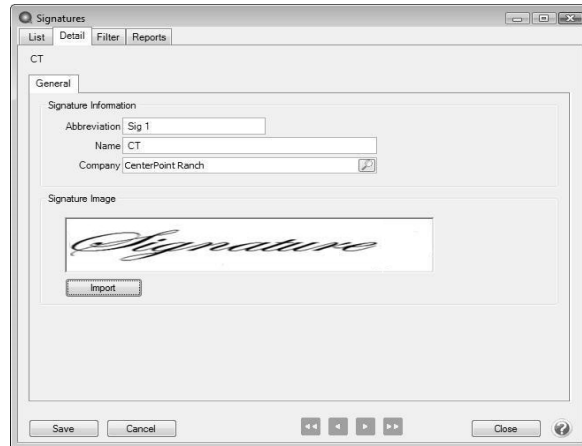 Signatures
List Detail Filter Reports
CT
General
Signature Information
Abbreviation Sig 1
Name CT
Company CenterPoint Ranch
Signature Image
Signature
Import
Save Cancel Close ?